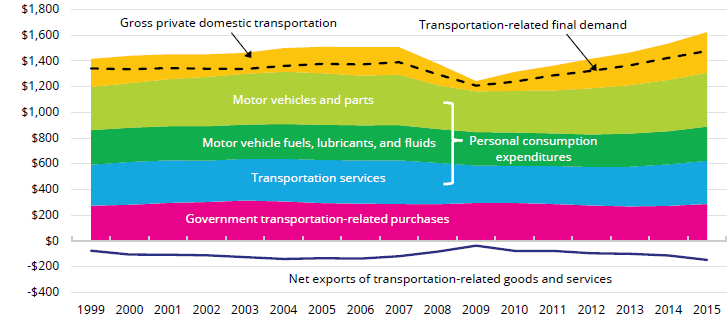 $1,800
$1,600
$1,400
$1,200
$1,000
$800
$600
$400
$200
$0
-$200
-$400
Gross private domestic transportation
Transportation-related final demand
Motor vehicles and parts
Motor vehicle fuels, lubricants, and fluids
Personal consumption
expenditures
Transportation services
Government transportation-related purchases
Net exports of transportation-related goods and services
1999 2000 2001 2002 2003 2004 2005 2006 2007 2008 2009 2010 2011 2012 2013 2014 2015